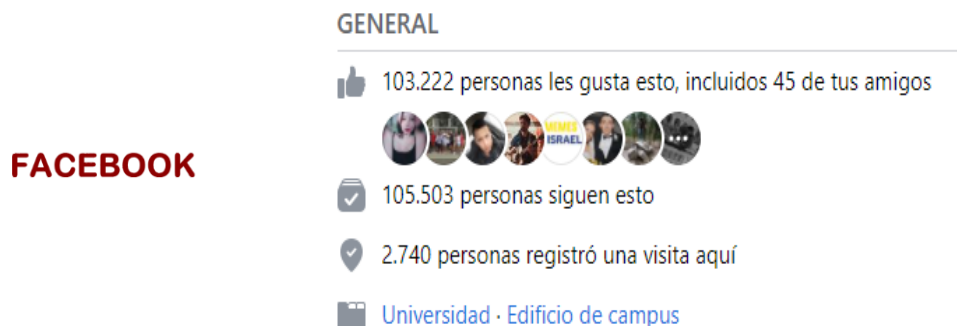 GENERAL
103.222 personas les gusta esto, incluidos 45 de tus amigos
MEMES
ISRAEL
FACEBOOK
105.503 personas siguen esto
2.740 personas registró una visita aquí
Universidad · Edificio de campus